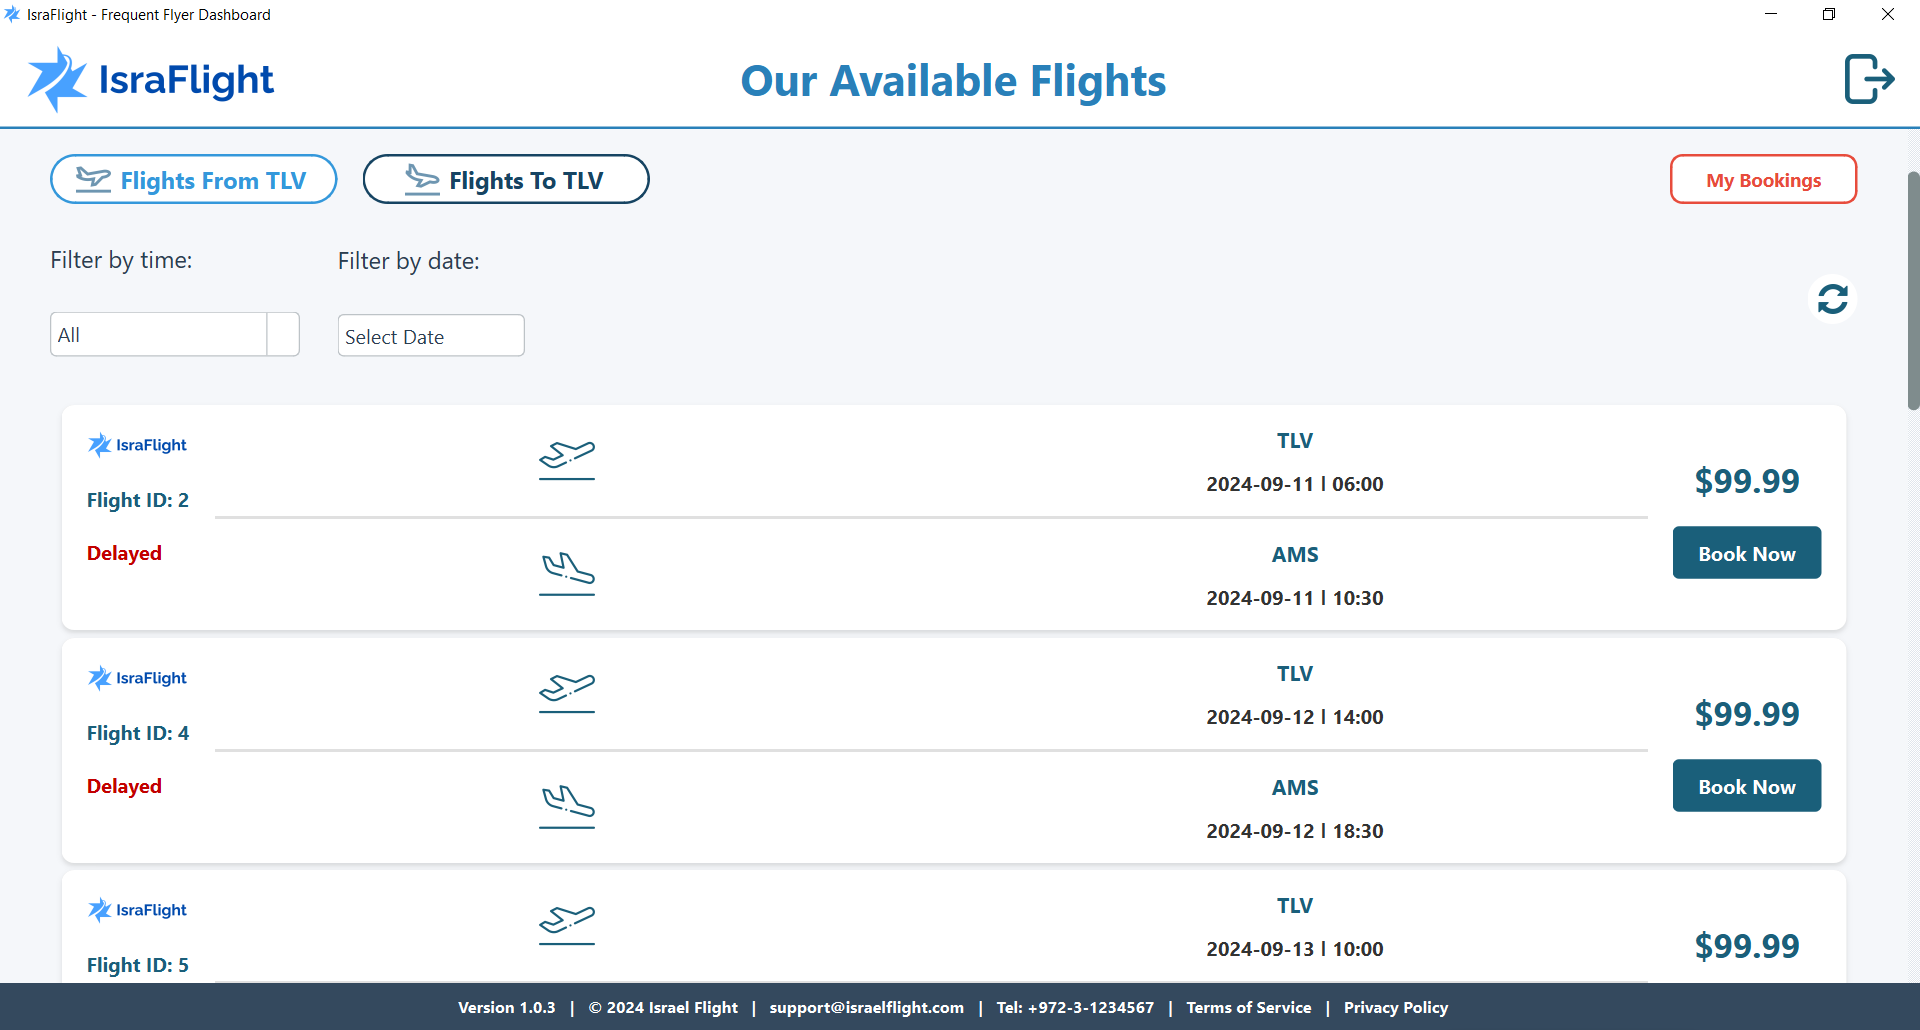 IsraFlight - Frequent Flyer Dashboard
IsraFlight
Our Available Flights
Flights From TLV
Flights To TLV
My Bookings
Filter by time:
Filter by date:
All
Select Date
IsraFlight
Flight ID: 2
Delayed
TLV
2024-09-11 | 06:00
AMS
2024-09-11 | 10:30
$99.99
Book Now
IsraFlight
Flight ID: 4
Delayed
TLV
2024-09-12 | 14:00
AMS
2024-09-12 | 18:30
$99.99
Book Now
IsraFlight
Flight ID: 5
TLV
2024-09-13 | 10:00
$99.99
Version 1.0.3 | © 2024 Israel Flight | support@israelflight.com | Tel: +972-3-1234567 | Terms of Service | Privacy Policy